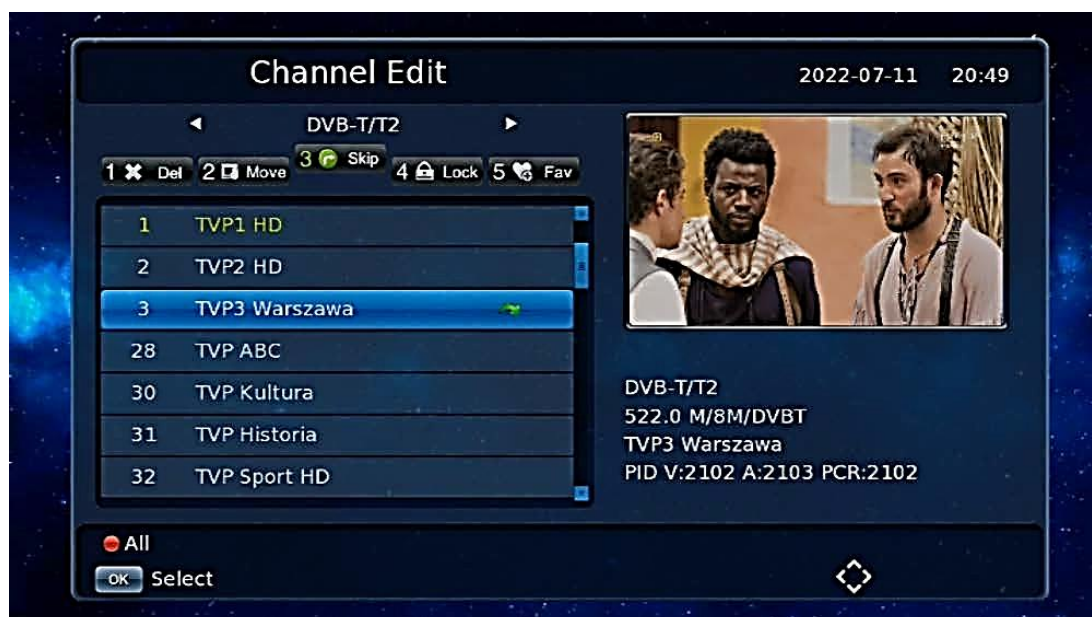 Channel Edit
2022-07-11 20:49
DVB-T/T2
1 Del 2 Move 3 Skip 4 Lock 5 Fav
1 TVP1 HD
2 TVP2 HD
3 TVP3 Warszawa
28 TVP ABC
30 TVP Kultura
31 TVP Historia
32 TVP Sport HD
DVB-T/T2
522.0 M/8M/DVBT
TVP3 Warszawa
PID V:2102 A:2103 PCR:2102
All
OK Select